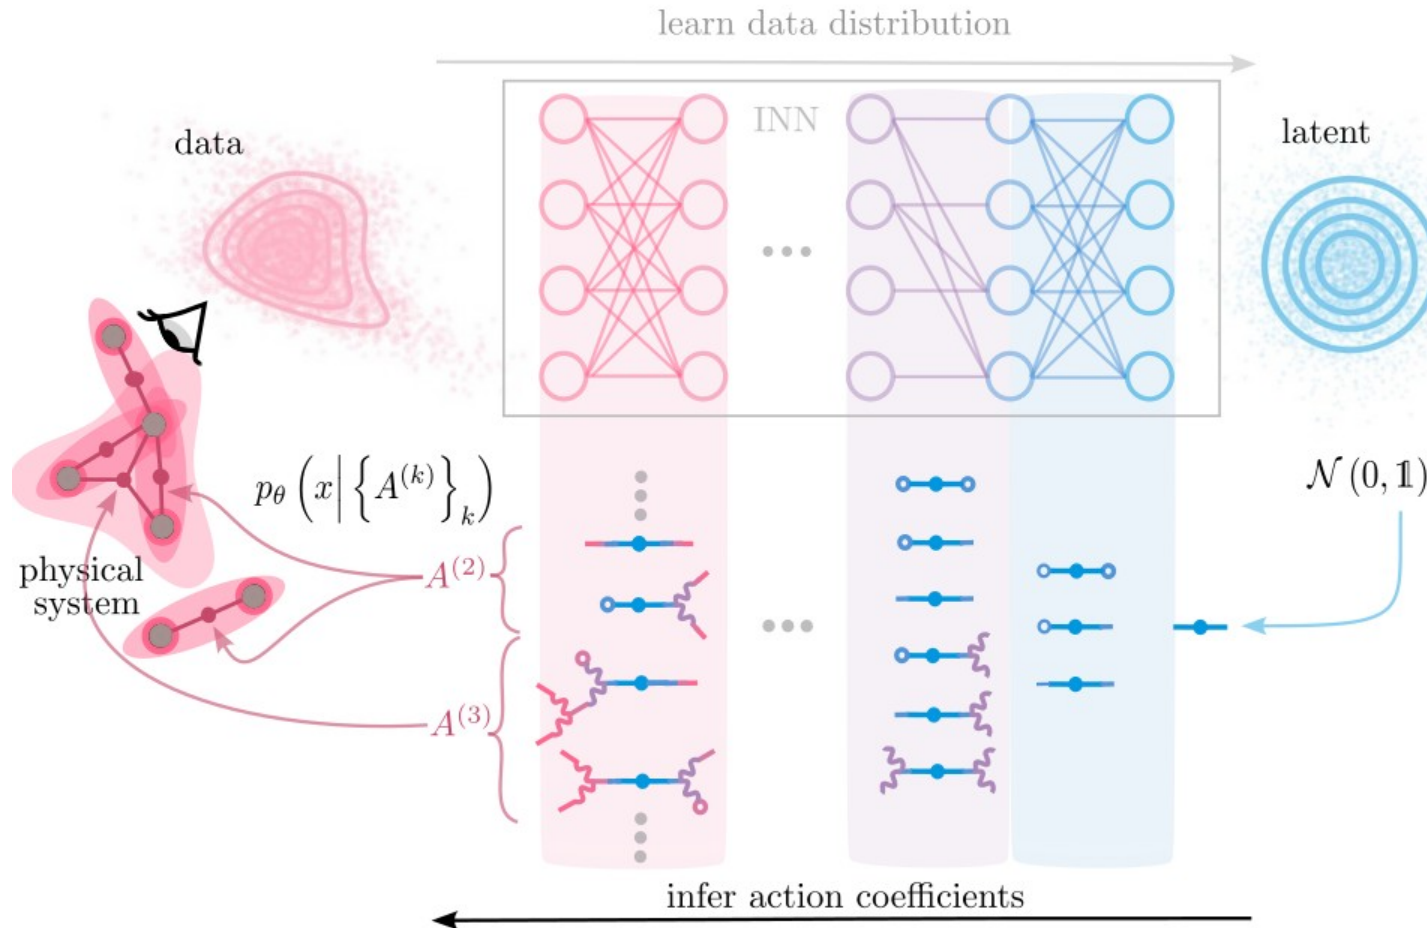 learn data distribution
data
INN
latent
p_θ (x | {A^(k)}_k)
𝒩 (0, 𝟙)
physical
system
A^(2)
A^(3)
infer action coefficients